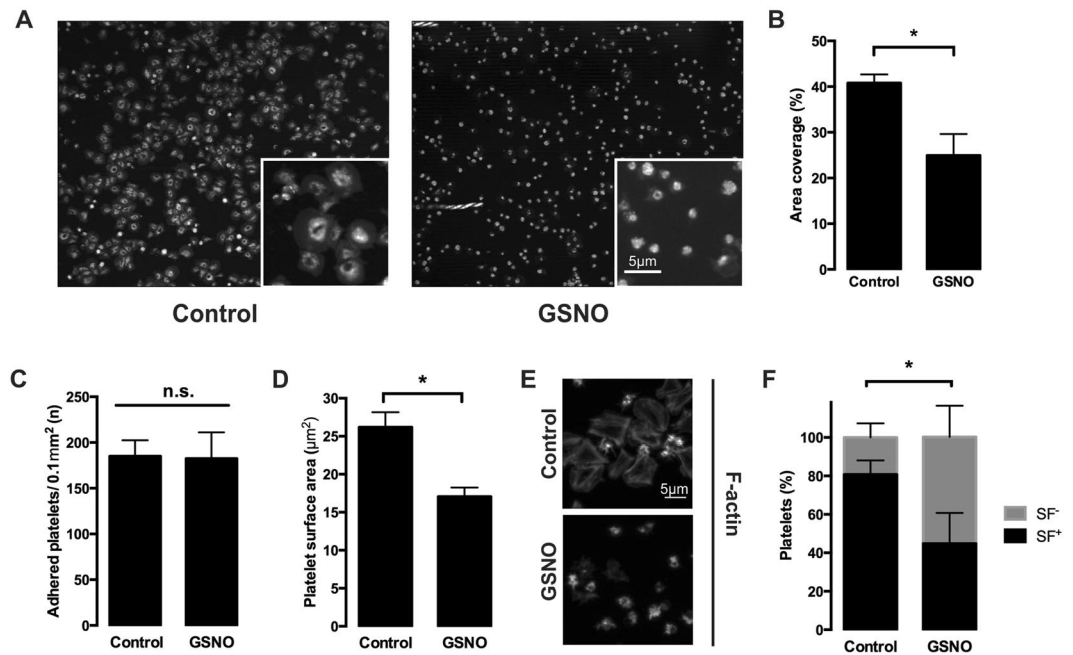 A
Control
5µm
GSNO
B
Area coverage (%)
50
40
30
20
10
0
*
Control
GSNO
C
Adhered platelets/ 0.1mm² (n)
250
200
150
100
50
0
n.s.
Control
GSNO
D
Platelet surface area (µm²)
30
25
20
15
10
5
0
*
Control
GSNO
E
Control
5µm
GSNO
F-actin
F
Platelets (%)
100
80
60
40
20
0
*
Control
GSNO
SF⁻
SF⁺